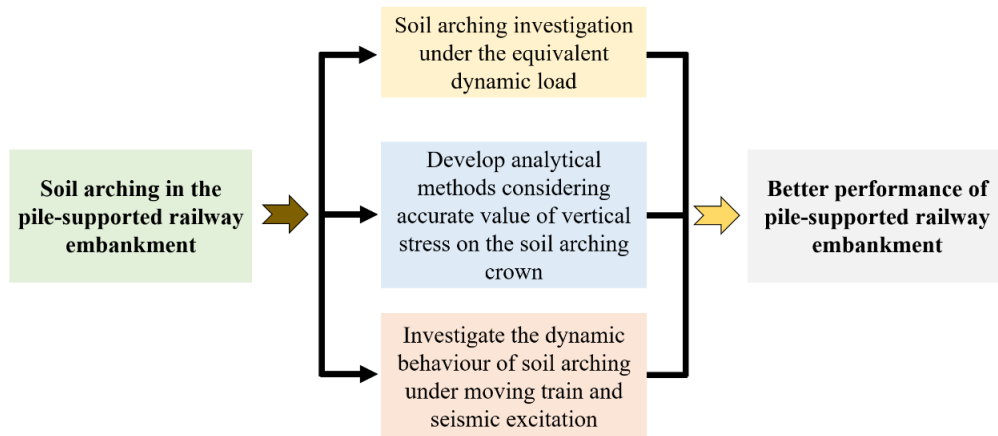 Soil arching in the
pile-supported railway
embankment
Soil arching investigation
under the equivalent
dynamic load
Develop analytical
methods considering
accurate value of vertical
stress on the soil arching
crown
Investigate the dynamic
behaviour of soil arching
under moving train and
seismic excitation
Better performance of
pile-supported railway
embankment